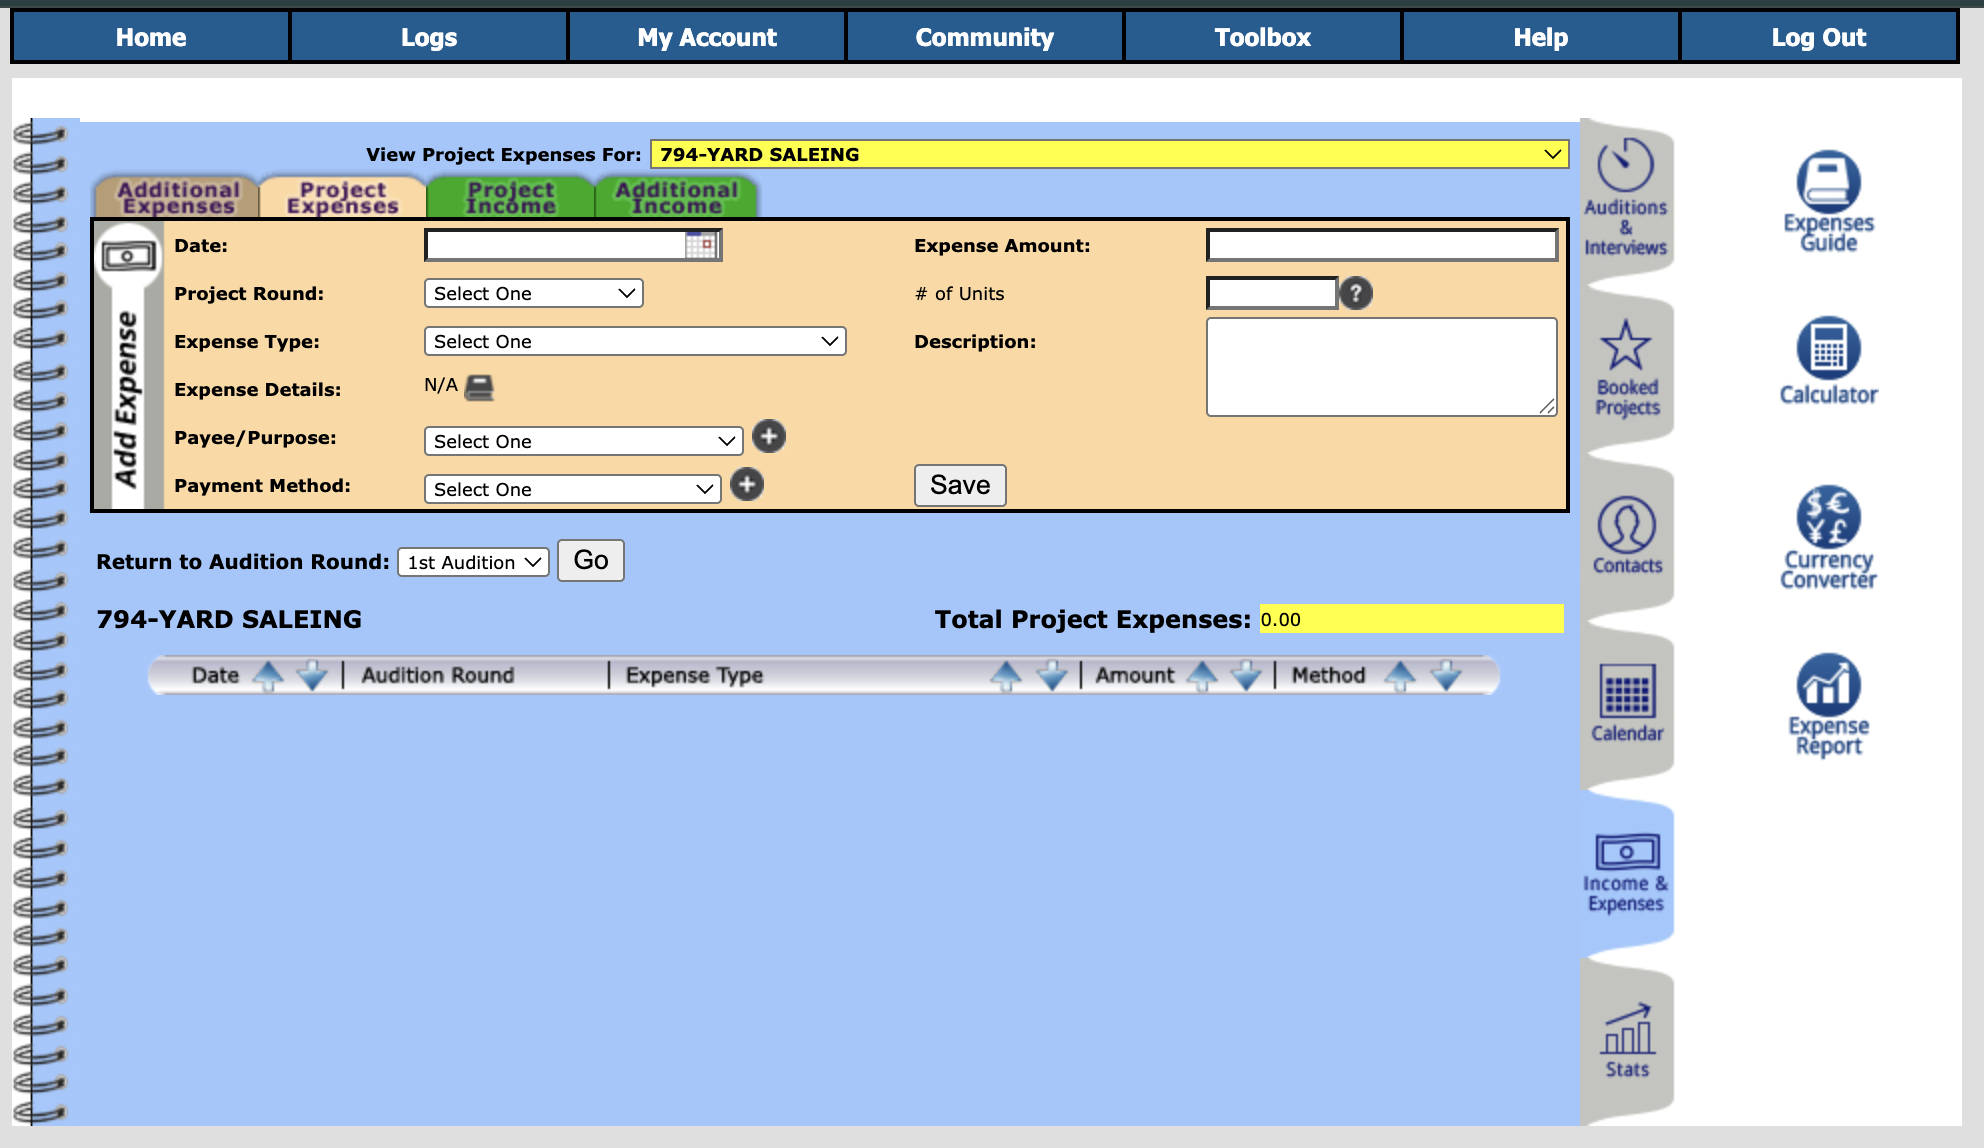 Home Logs My Account Community Toolbox Help Log Out
View Project Expenses For: 794-YARD SALEING
Additional Expenses
Project Expenses
Project Income
Additional Income
Add Expense
Date:
Expense Amount:
Project Round: Select One
# of Units ?
Expense Type: Select One
Description:
Expense Details: N/A
Payee/Purpose: Select One
Payment Method: Select One
Save
Return to Audition Round: 1st Audition Go
794-YARD SALEING
Total Project Expenses: 0.00
Date | Audition Round | Expense Type | Amount | Method
Auditions
&
Interviews
Booked
Projects
Contacts
Calendar
Income &
Expenses
Stats
Expenses
Guide
Calculator
$€
¥£
Currency
Converter
Expense
Report